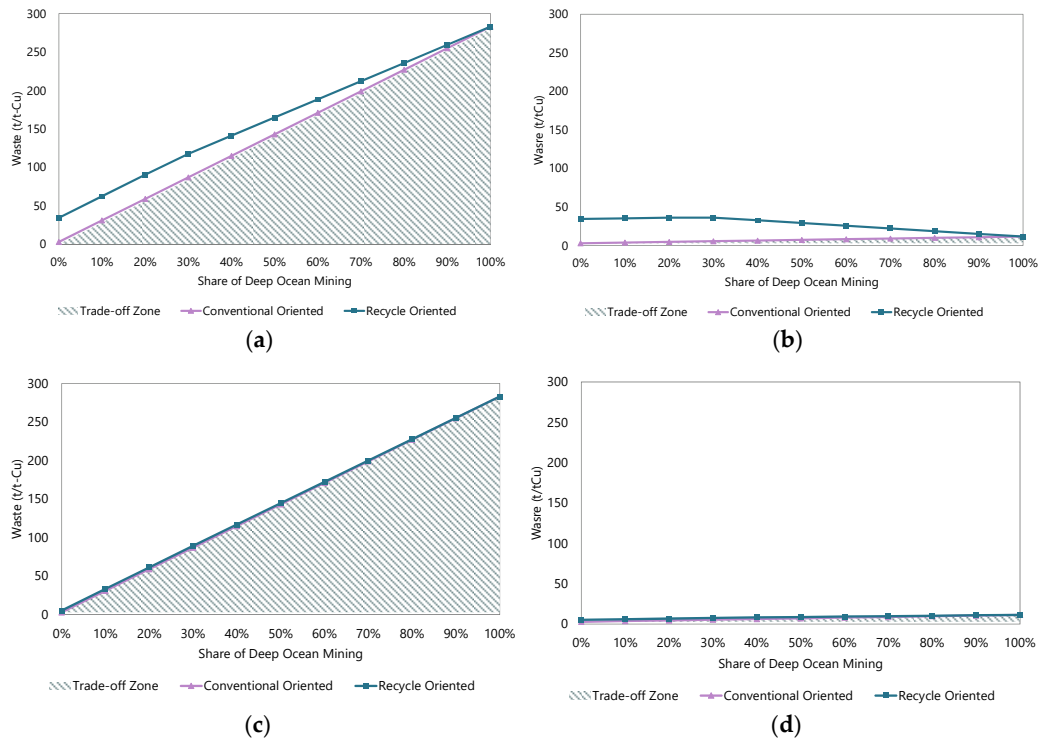 300
250
200
150
100
50
0
Waste (t/t-Cu)
0% 10% 20% 30% 40% 50% 60% 70% 80% 90% 100%
Share of Deep Ocean Mining
Trade-off Zone Conventional Oriented Recycle Oriented
(a)
300
250
200
150
100
50
0
Wasre (t/tCu)
0% 10% 20% 30% 40% 50% 60% 70% 80% 90% 100%
Share of Deep Ocean Mining
Trade-off Zone Conventional Oriented Recycle Oriented
(b)
300
250
200
150
100
50
0
Waste (t/t-Cu)
0% 10% 20% 30% 40% 50% 60% 70% 80% 90% 100%
Share of Deep Ocean Mining
Trade-off Zone Conventional Oriented Recycle Oriented
(c)
300
250
200
150
100
50
0
Wasre (t/tCu)
0% 10% 20% 30% 40% 50% 60% 70% 80% 90% 100%
Share of Deep Ocean Mining
Trade-off Zone Conventional Oriented Recycle Oriented
(d)